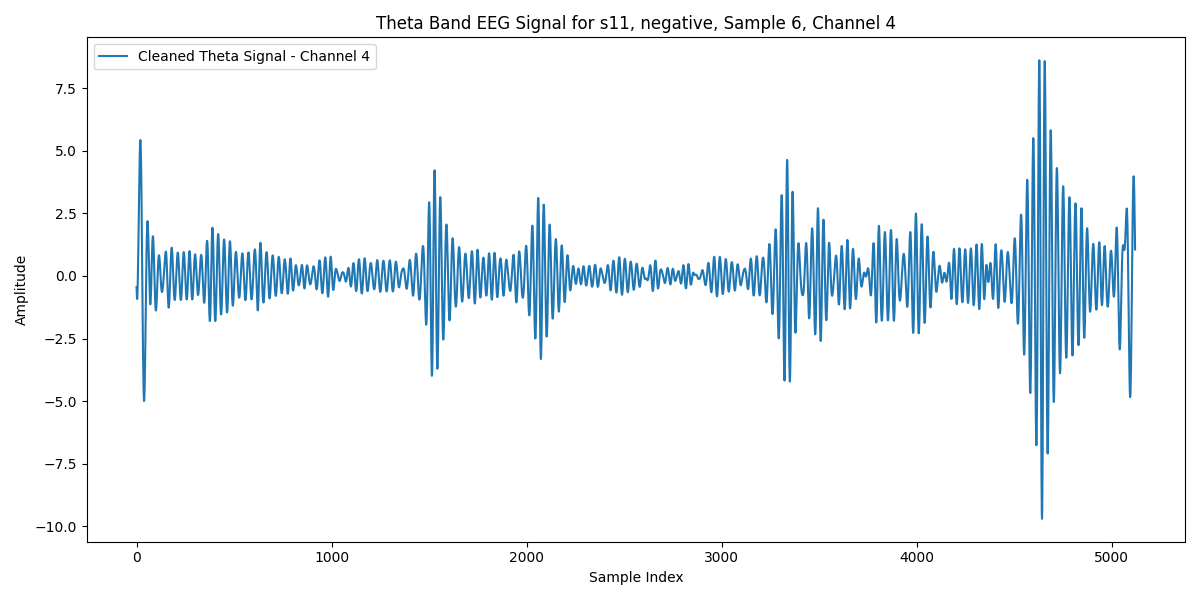 Theta Band EEG Signal for s11, negative, Sample 6, Channel 4
Cleaned Theta Signal - Channel 4
Amplitude
7.5
5.0
2.5
0.0
−2.5
−5.0
−7.5
−10.0
0 1000 2000 3000 4000 5000
Sample Index